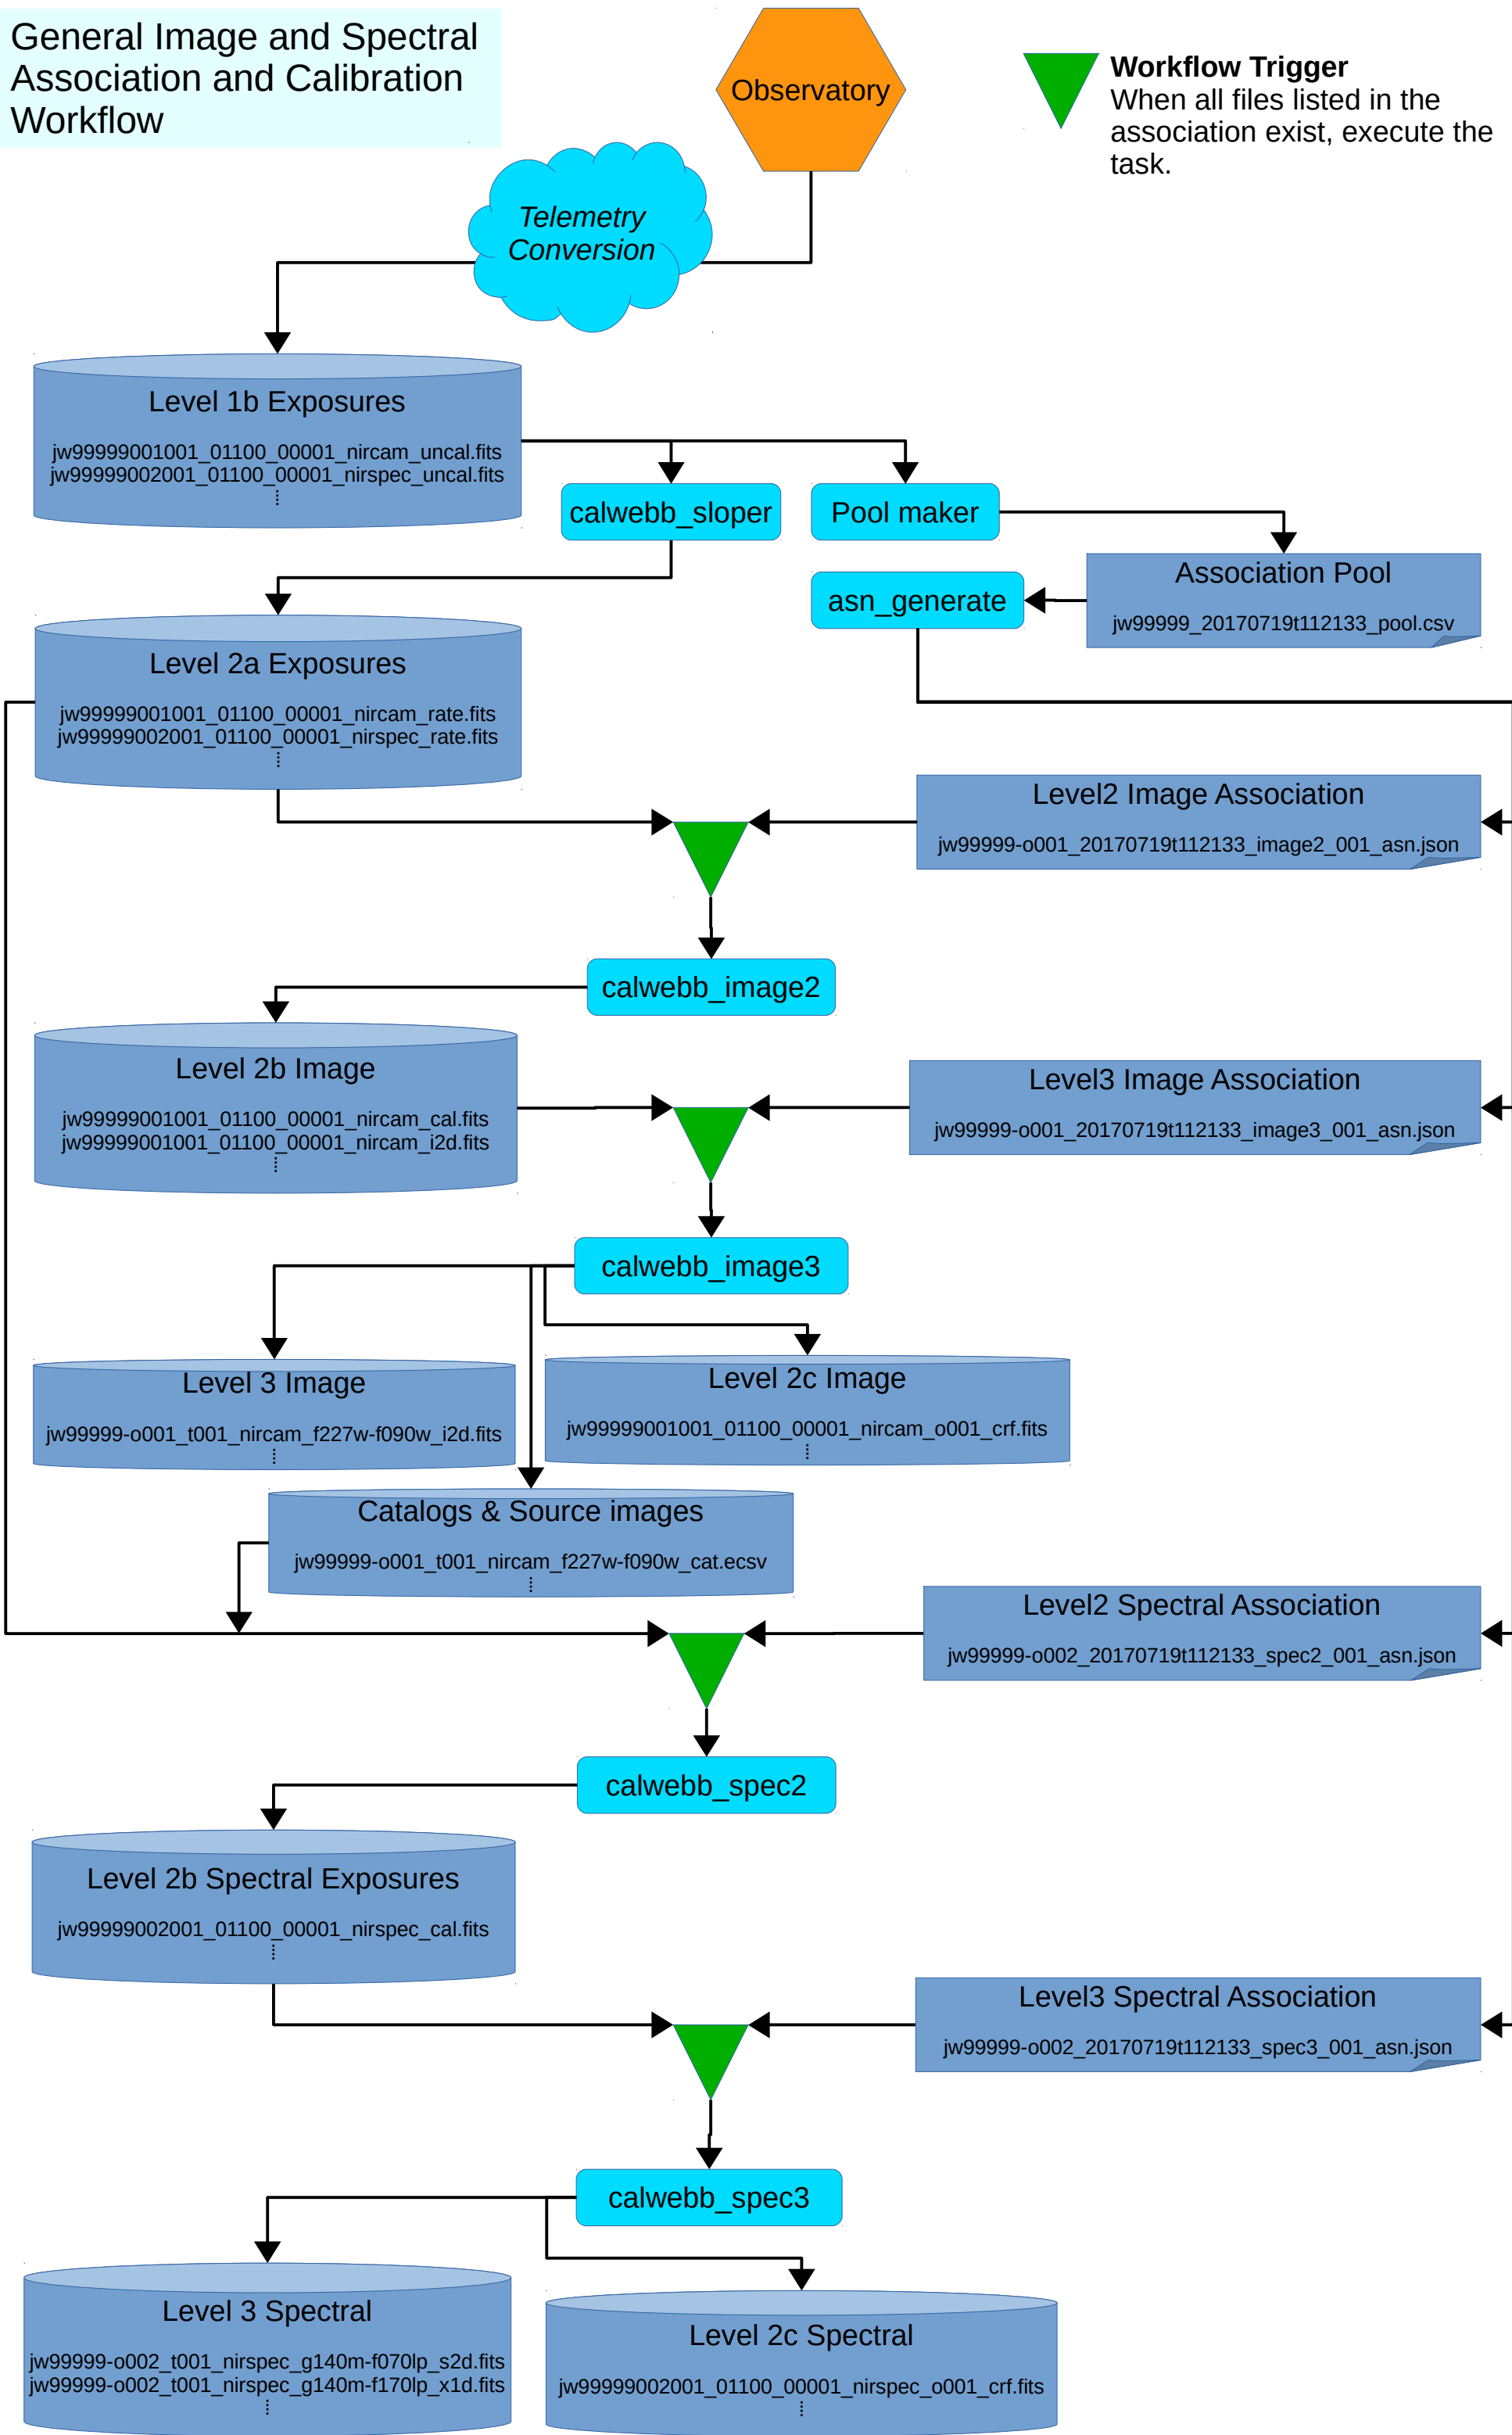 General Image and Spectral
Association and Calibration
Workflow
Observatory
Workflow Trigger
When all files listed in the
association exist, execute the
task.
Telemetry
Conversion
Level 1b Exposures
jw99999001001_01100_00001_nircam_uncal.fits
jw99999002001_01100_00001_nirspec_uncal.fits
calwebb_sloper
Pool maker
Association Pool
jw99999_20170719t112133_pool.csv
asn_generate
Level 2a Exposures
jw99999001001_01100_00001_nircam_rate.fits
jw99999002001_01100_00001_nirspec_rate.fits
Level2 Image Association
jw99999-o001_20170719t112133_image2_001_asn.json
calwebb_image2
Level 2b Image
jw99999001001_01100_00001_nircam_cal.fits
jw99999001001_01100_00001_nircam_i2d.fits
Level3 Image Association
jw99999-o001_20170719t112133_image3_001_asn.json
calwebb_image3
Level 3 Image
jw99999-o001_t001_nircam_f227w-f090w_i2d.fits
Level 2c Image
jw99999001001_01100_00001_nircam_o001_crf.fits
Catalogs & Source images
jw99999-o001_t001_nircam_f227w-f090w_cat.ecsv
Level2 Spectral Association
jw99999-o002_20170719t112133_spec2_001_asn.json
calwebb_spec2
Level 2b Spectral Exposures
jw99999002001_01100_00001_nirspec_cal.fits
Level3 Spectral Association
jw99999-o002_20170719t112133_spec3_001_asn.json
calwebb_spec3
Level 3 Spectral
jw99999-o002_t001_nirspec_g140m-f070lp_s2d.fits
jw99999-o002_t001_nirspec_g140m-f170lp_x1d.fits
Level 2c Spectral
jw99999002001_01100_00001_nirspec_o001_crf.fits